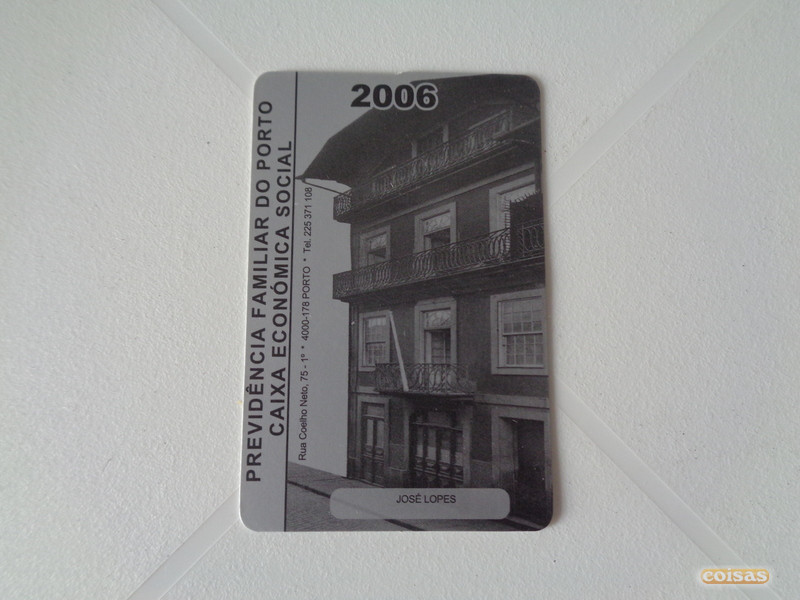 2006
PREVIDÊNCIA FAMILIAR DO PORTO
CAIXA ECONÓMICA SOCIAL
Rua Coelho Neto, 75 - 1º * 4000-178 PORTO * Tel. 225 371 108
JOSÉ LOPES
coisas